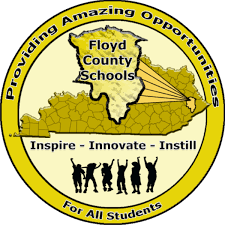 Providing Amazing Opportunities
Floyd
County
Schools
Inspire - Innovate - Instill
For All Students